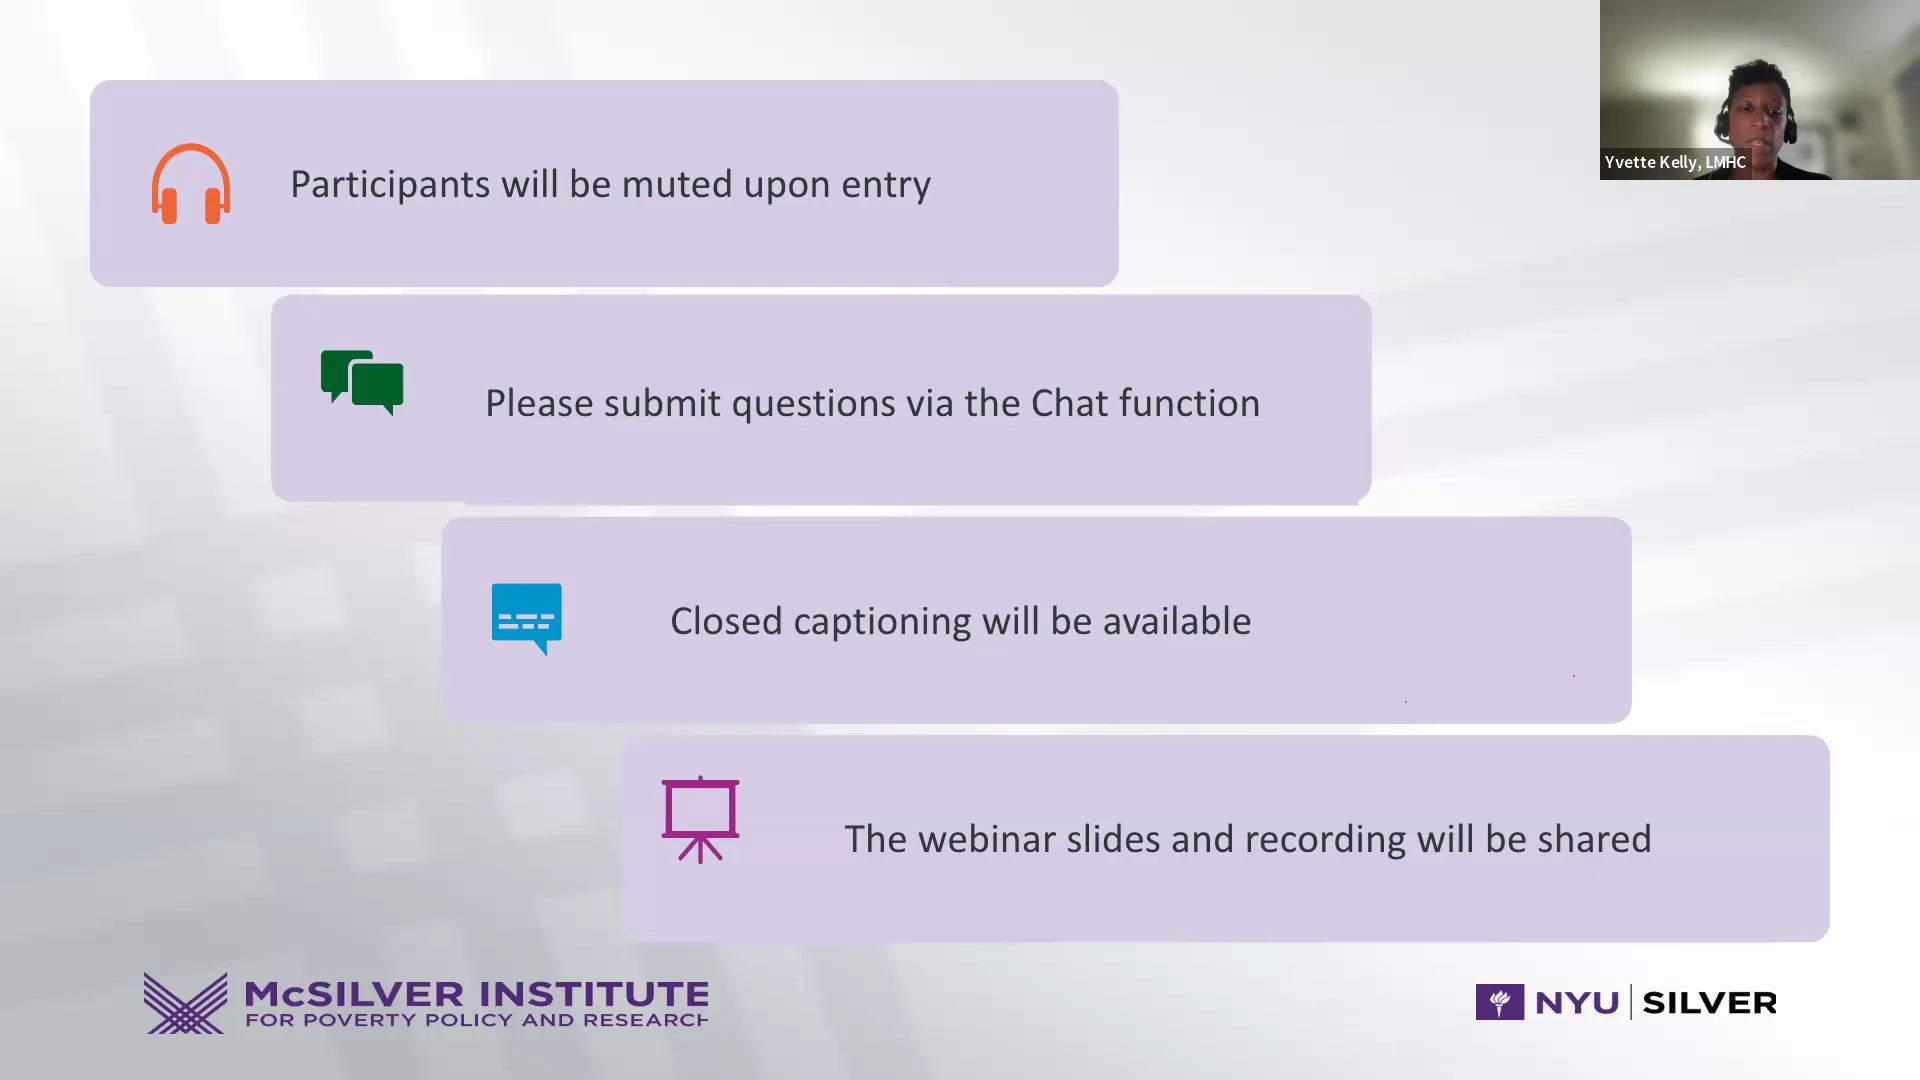 Participants will be muted upon entry
Yvette Kelly, LMHC
Please submit questions via the Chat function
Closed captioning will be available
The webinar slides and recording will be shared
McSILVER INSTITUTE
FOR POVERTY POLICY AND RESEARCH
NYU SILVER